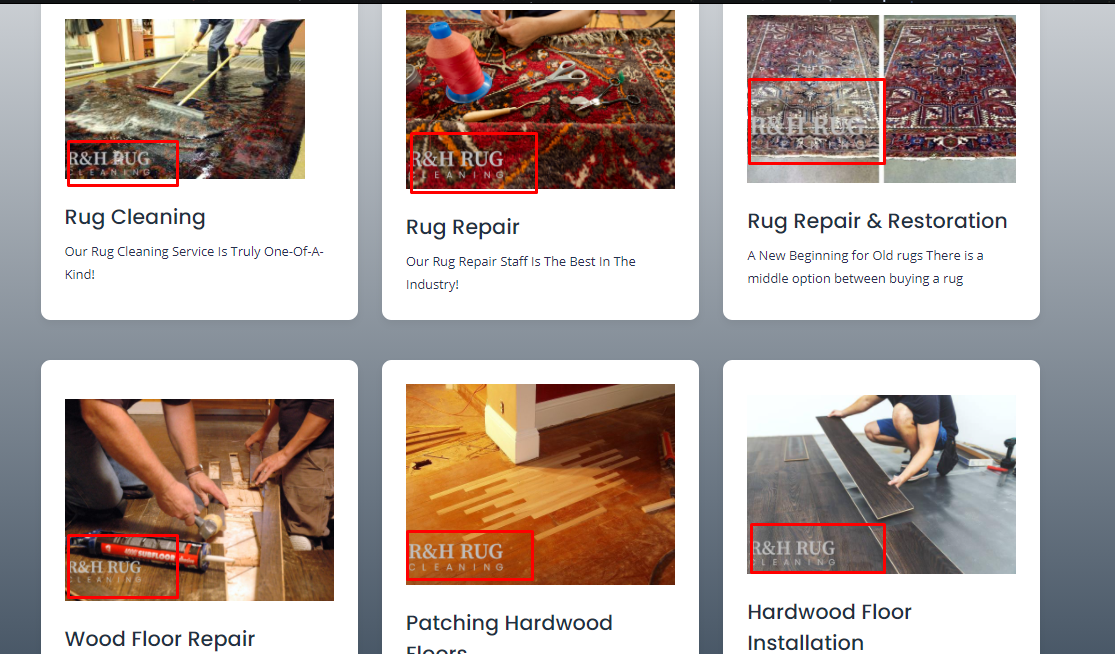 R&H RUG
CLEANING
Rug Cleaning
Our Rug Cleaning Service Is Truly One-Of-A-
Kind!
R&H RUG
CLEANING
Rug Repair
Our Rug Repair Staff Is The Best In The
Industry!
R&H RUG
CLEANING
Rug Repair & Restoration
A New Beginning for Old rugs There is a
middle option between buying a rug
SUBFLOOR
R&H RUG
CLEANING
Wood Floor Repair
R&H RUG
CLEANING
Patching Hardwood
Floors
R&H RUG
CLEANING
Hardwood Floor
Installation